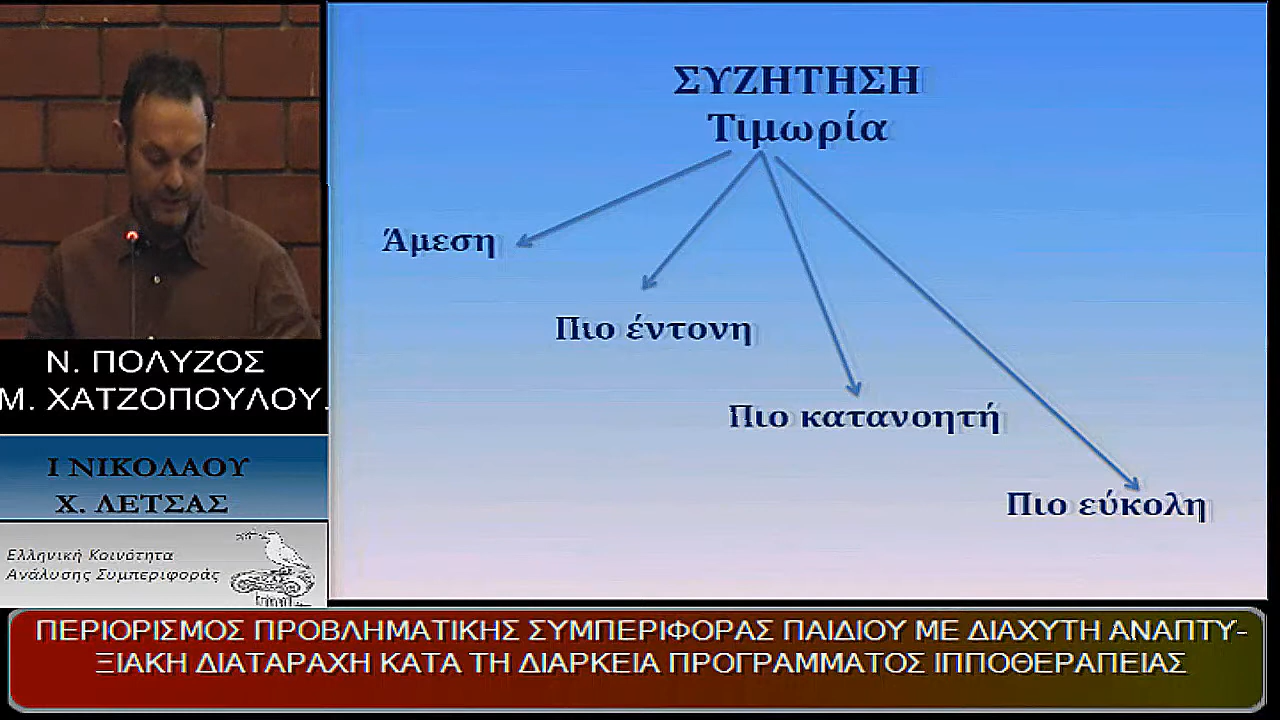 ΣΥΖΗΤΗΣΗ
Τιμωρία
Άμεση
Πιο έντονη
Πιο κατανοητή
Πιο εύκολη
Ν. ΠΟΛΥΖΟΣ
Μ. ΧΑΤΖΟΠΟΥΛΟΥ.
Ι ΝΙΚΟΛΑΟΥ
Χ. ΛΕΤΣΑΣ
Ελληνική Κοινότητα
Ανάλυσης Συμπεριφοράς
ΠΕΡΙΟΡΙΣΜΟΣ ΠΡΟΒΛΗΜΑΤΙΚΗΣ ΣΥΜΠΕΡΙΦΟΡΑΣ ΠΑΙΔΙΟΥ ΜΕ ΔΙΑΧΥΤΗ ΑΝΑΠΤΥ-
ΞΙΑΚΗ ΔΙΑΤΑΡΑΧΗ ΚΑΤΑ ΤΗ ΔΙΑΡΚΕΙΑ ΠΡΟΓΡΑΜΜΑΤΟΣ ΙΠΠΟΘΕΡΑΠΕΙΑΣ